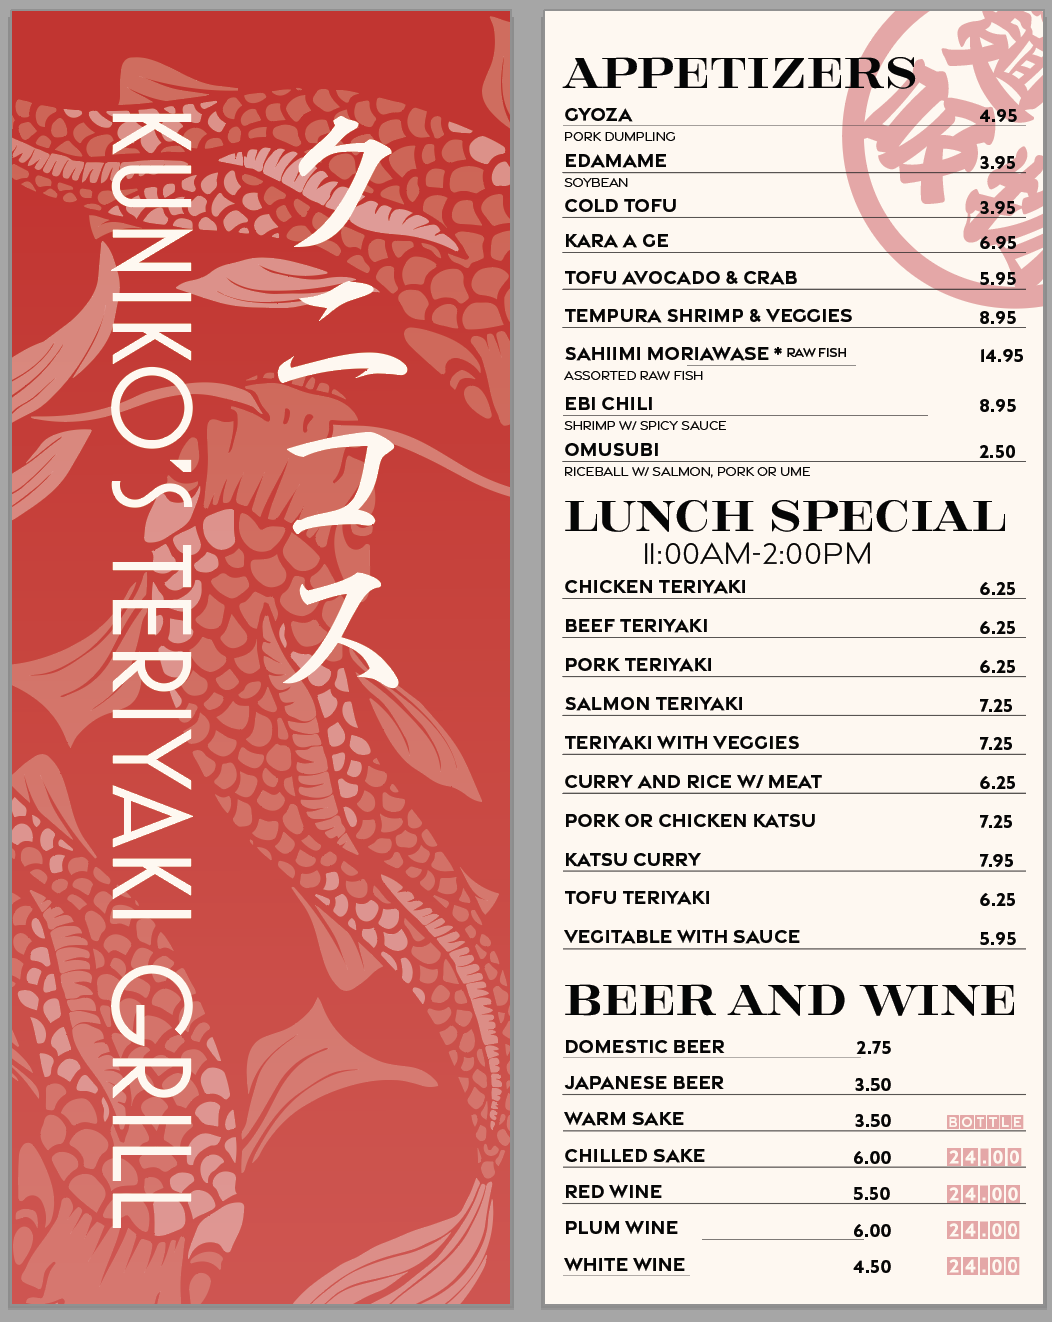 クニコス
KUNIKO'S TERIYAKI GRILL
APPETIZERS
GYOZA 4.95
PORK DUMPLING
EDAMAME 3.95
SOYBEAN
COLD TOFU 3.95
KARA A GE 6.95
TOFU AVOCADO & CRAB 5.95
TEMPURA SHRIMP & VEGGIES 8.95
SAHIIMI MORIAWASE * RAW FISH 14.95
ASSORTED RAW FISH
EBI CHILI 8.95
SHRIMP W/ SPICY SAUCE
OMUSUBI 2.50
RICEBALL W/ SALMON, PORK OR UME
LUNCH SPECIAL
11:00AM-2:00PM
CHICKEN TERIYAKI 6.25
BEEF TERIYAKI 6.25
PORK TERIYAKI 6.25
SALMON TERIYAKI 7.25
TERIYAKI WITH VEGGIES 7.25
CURRY AND RICE W/ MEAT 6.25
PORK OR CHICKEN KATSU 7.25
KATSU CURRY 7.95
TOFU TERIYAKI 6.25
VEGITABLE WITH SAUCE 5.95
BEER AND WINE
DOMESTIC BEER 2.75
JAPANESE BEER 3.50
WARM SAKE 3.50 BOTTLE
CHILLED SAKE 6.00 24.00
RED WINE 5.50 24.00
PLUM WINE 6.00 24.00
WHITE WINE 4.50 24.00